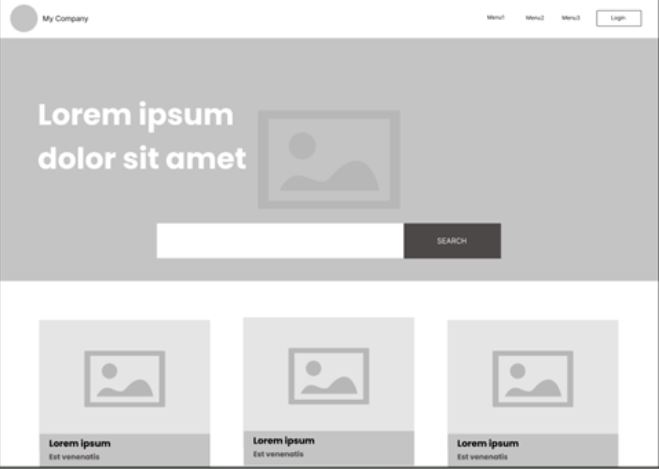 My Company
Menu1
Menu2
Menu3
Login
Lorem ipsum
dolor sit amet
SEARCH
Lorem ipsum
Est venenatis
Lorem ipsum
Est venenatis
Lorem ipsum
Est venenatis